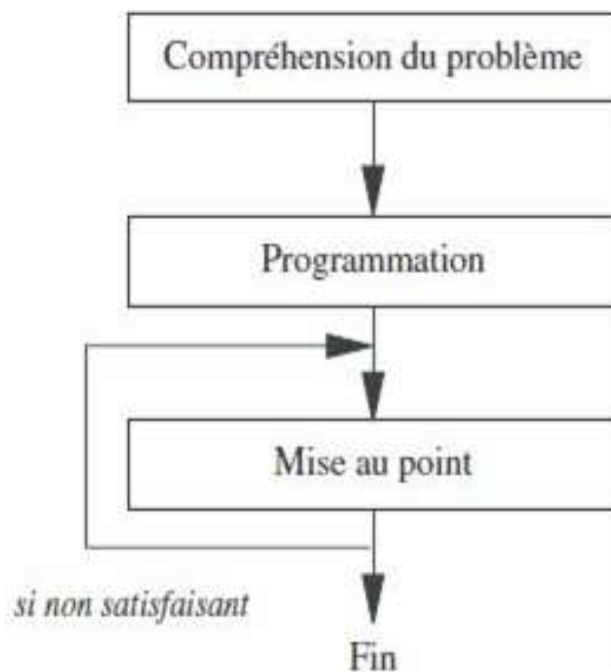 Compréhension du problème
Programmation
Mise au point
si non satisfaisant
Fin